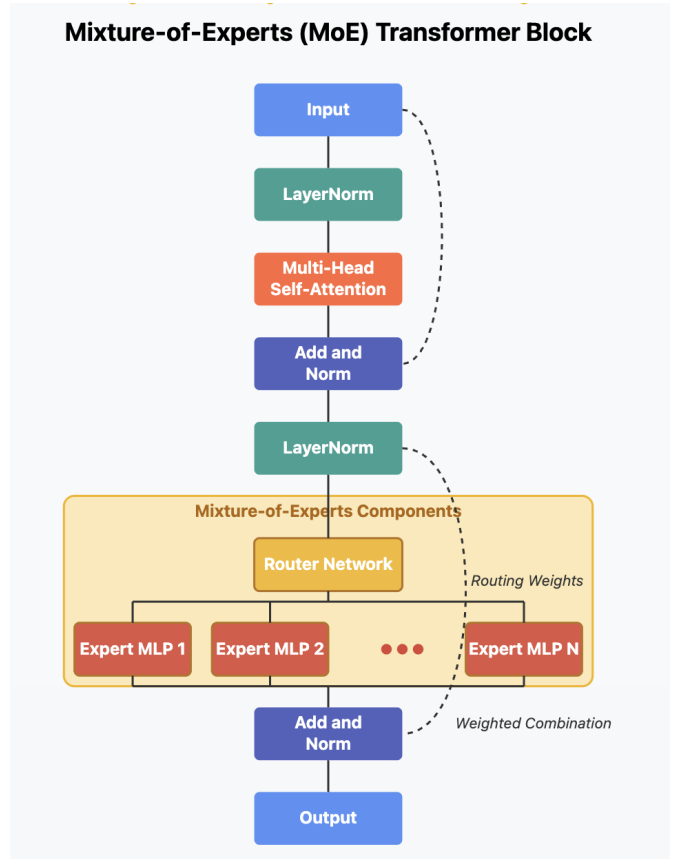 Mixture-of-Experts (MoE) Transformer Block
Input
LayerNorm
Multi-Head
Self-Attention
Add and
Norm
LayerNorm
Mixture-of-Experts Components
Router Network
Routing Weights
Expert MLP 1
Expert MLP 2
Expert MLP N
Add and
Norm
Weighted Combination
Output